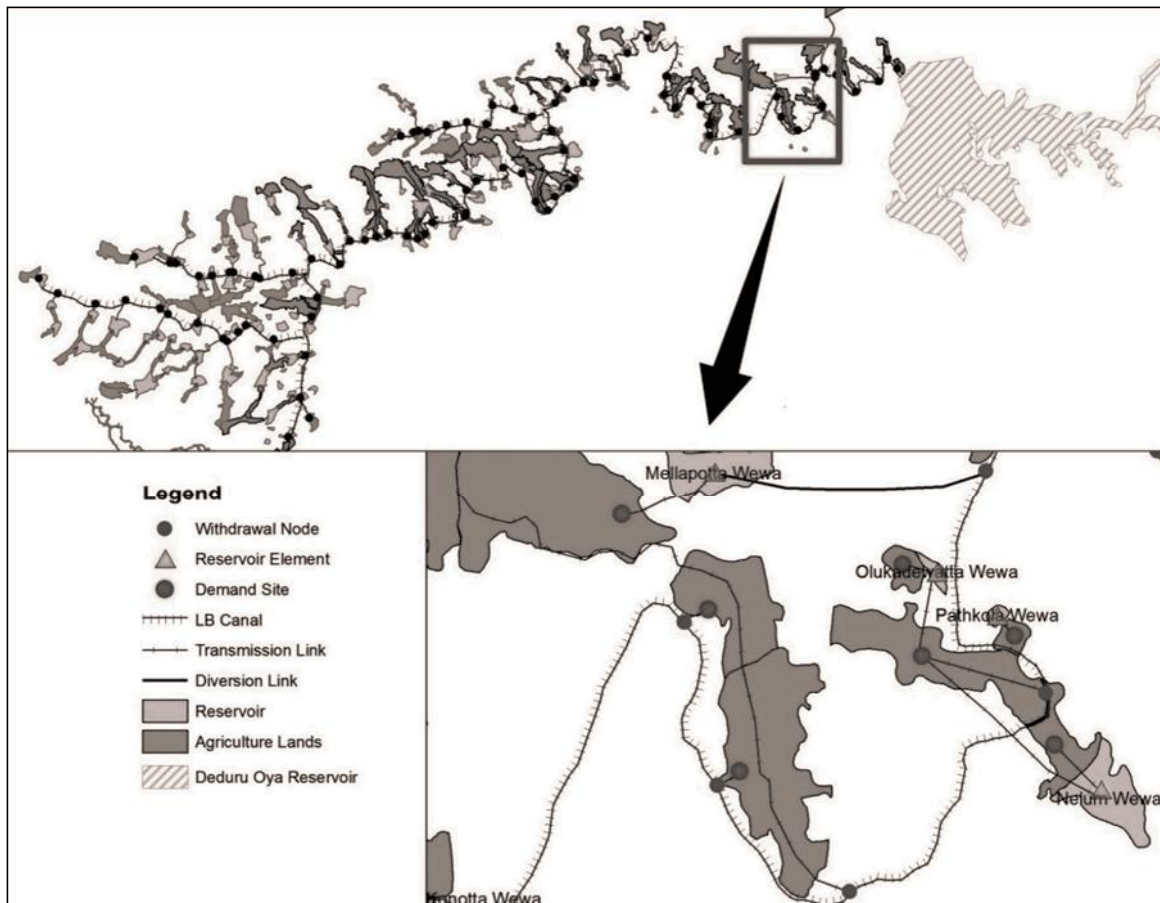 Mellapotta Wewa
Legend
Withdrawal Node
Reservoir Element
Demand Site
LB Canal
Transmission Link
Diversion Link
Reservoir
Agriculture Lands
Deduru Oya Reservoir
Olukadetiyatta Wewa
Pathkola Wewa
Nelum Wewa
Wewa